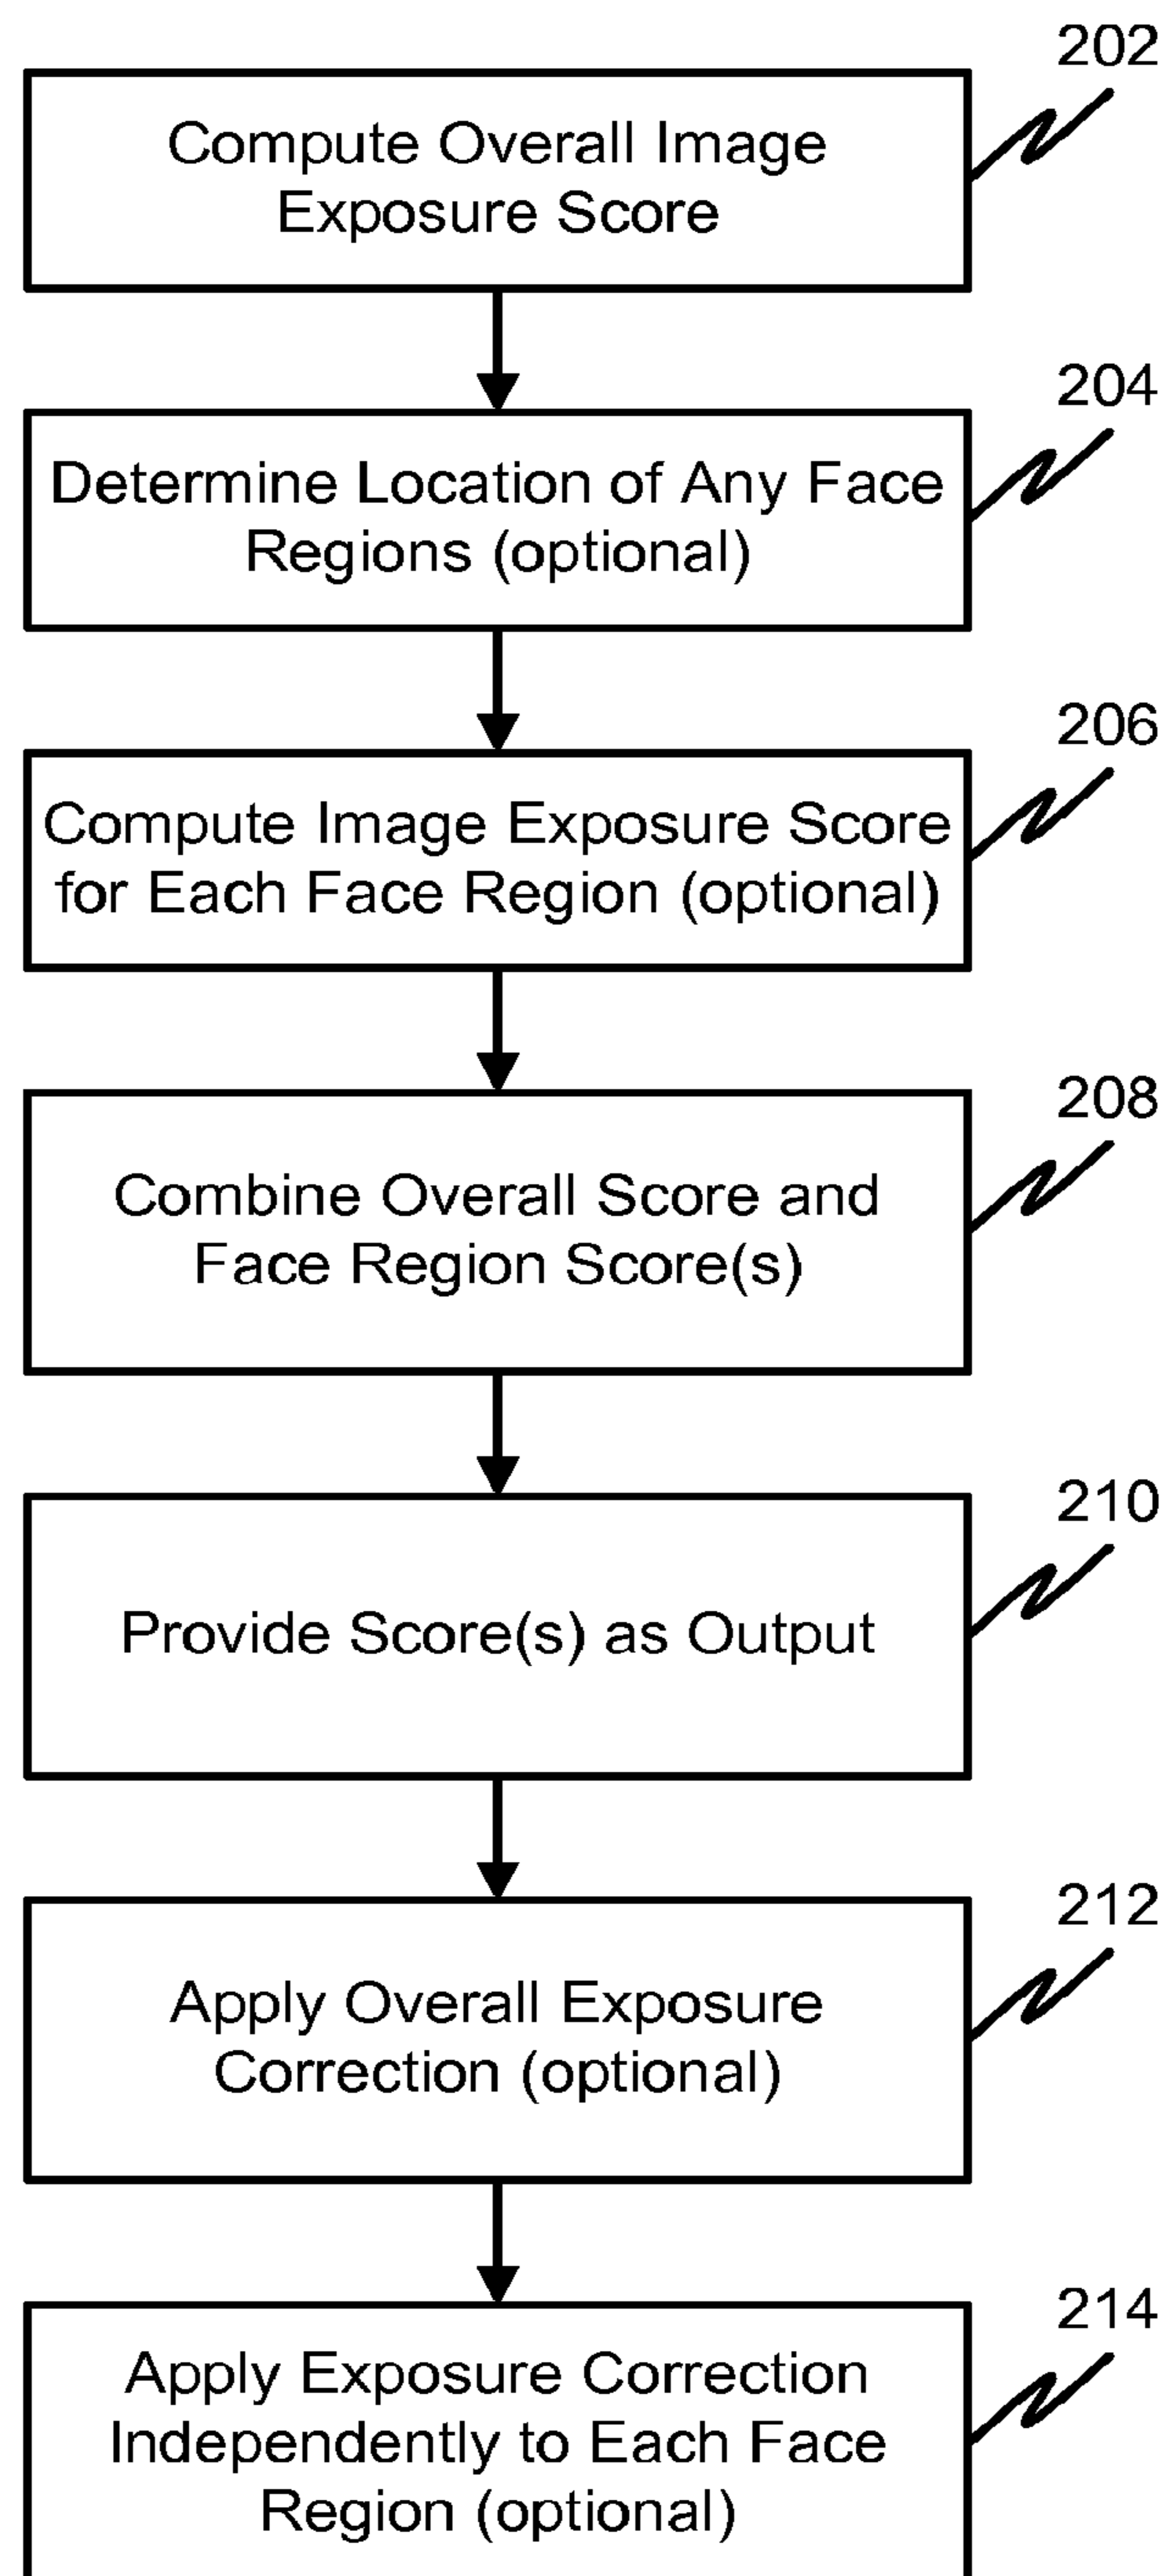 202
Compute Overall Image
Exposure Score
204
Determine Location of Any Face
Regions (optional)
206
Compute Image Exposure Score
for Each Face Region (optional)
208
Combine Overall Score and
Face Region Score(s)
210
Provide Score(s) as Output
212
Apply Overall Exposure
Correction (optional)
214
Apply Exposure Correction
Independently to Each Face
Region (optional)